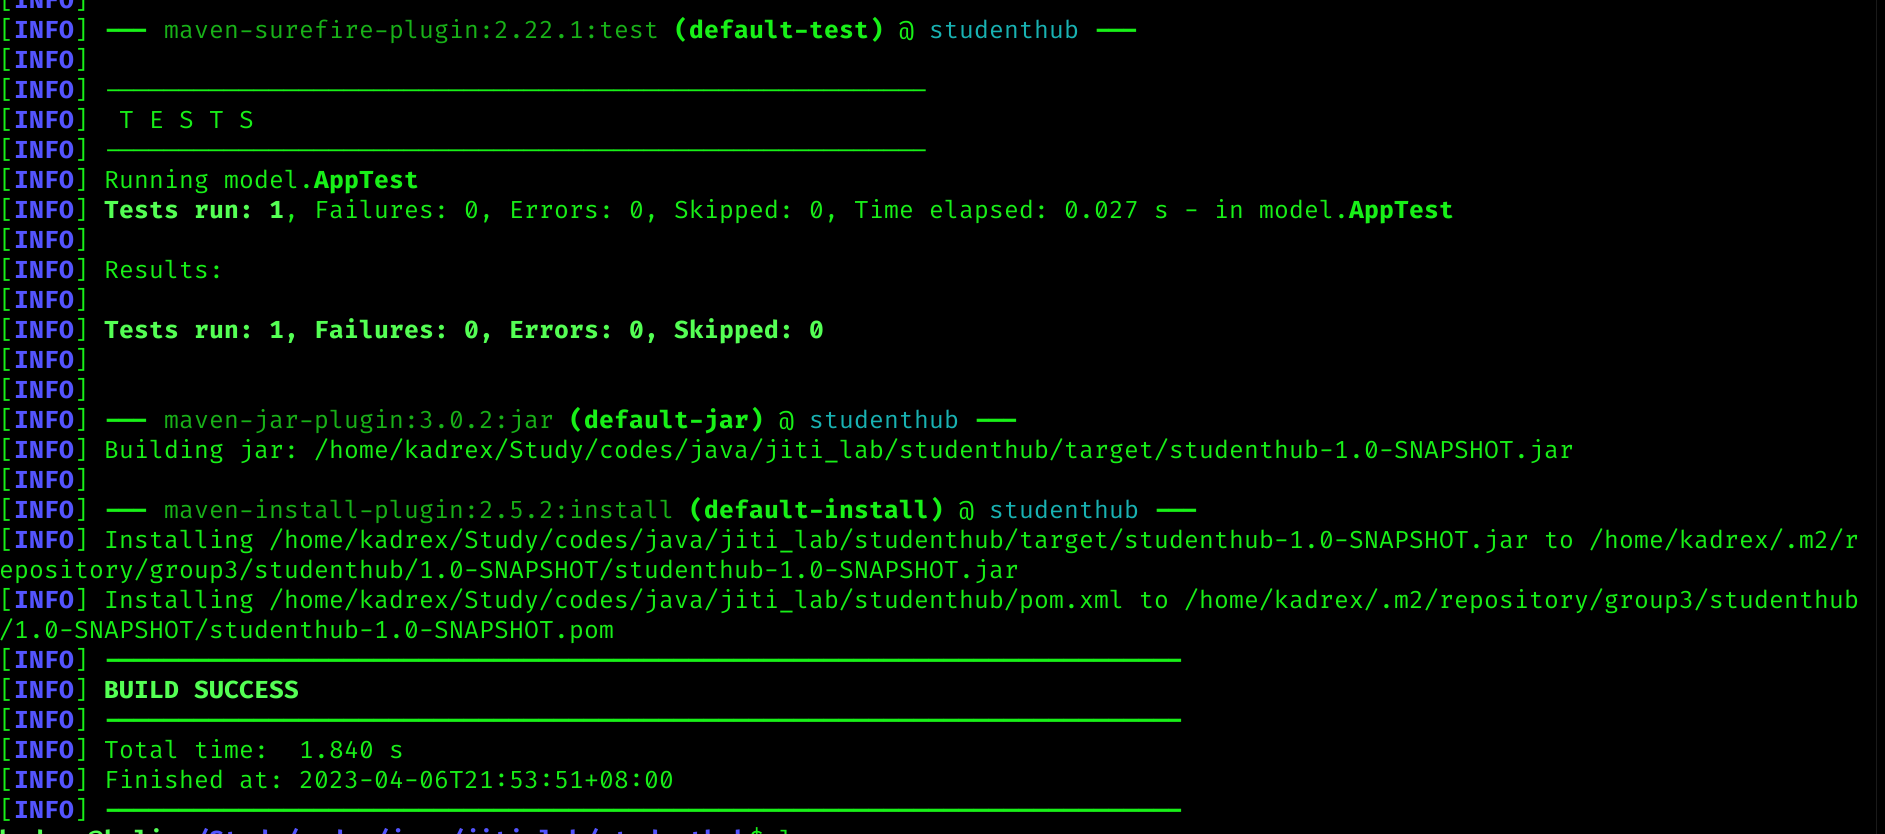 [INFO]
[INFO] --- maven-surefire-plugin:2.22.1:test (default-test) @ studenthub ---
[INFO]
[INFO] -------------------------------------------------------
[INFO]  T E S T S
[INFO] -------------------------------------------------------
[INFO] Running model.AppTest
[INFO] Tests run: 1, Failures: 0, Errors: 0, Skipped: 0, Time elapsed: 0.027 s - in model.AppTest
[INFO]
[INFO] Results:
[INFO]
[INFO] Tests run: 1, Failures: 0, Errors: 0, Skipped: 0
[INFO]
[INFO]
[INFO] --- maven-jar-plugin:3.0.2:jar (default-jar) @ studenthub ---
[INFO] Building jar: /home/kadrex/Study/codes/java/jiti_lab/studenthub/target/studenthub-1.0-SNAPSHOT.jar
[INFO]
[INFO] --- maven-install-plugin:2.5.2:install (default-install) @ studenthub ---
[INFO] Installing /home/kadrex/Study/codes/java/jiti_lab/studenthub/target/studenthub-1.0-SNAPSHOT.jar to /home/kadrex/.m2/r
epository/group3/studenthub/1.0-SNAPSHOT/studenthub-1.0-SNAPSHOT.jar
[INFO] Installing /home/kadrex/Study/codes/java/jiti_lab/studenthub/pom.xml to /home/kadrex/.m2/repository/group3/studenthub
/1.0-SNAPSHOT/studenthub-1.0-SNAPSHOT.pom
[INFO] ------------------------------------------------------------------------
[INFO] BUILD SUCCESS
[INFO] ------------------------------------------------------------------------
[INFO] Total time:  1.840 s
[INFO] Finished at: 2023-04-06T21:53:51+08:00
[INFO] ------------------------------------------------------------------------